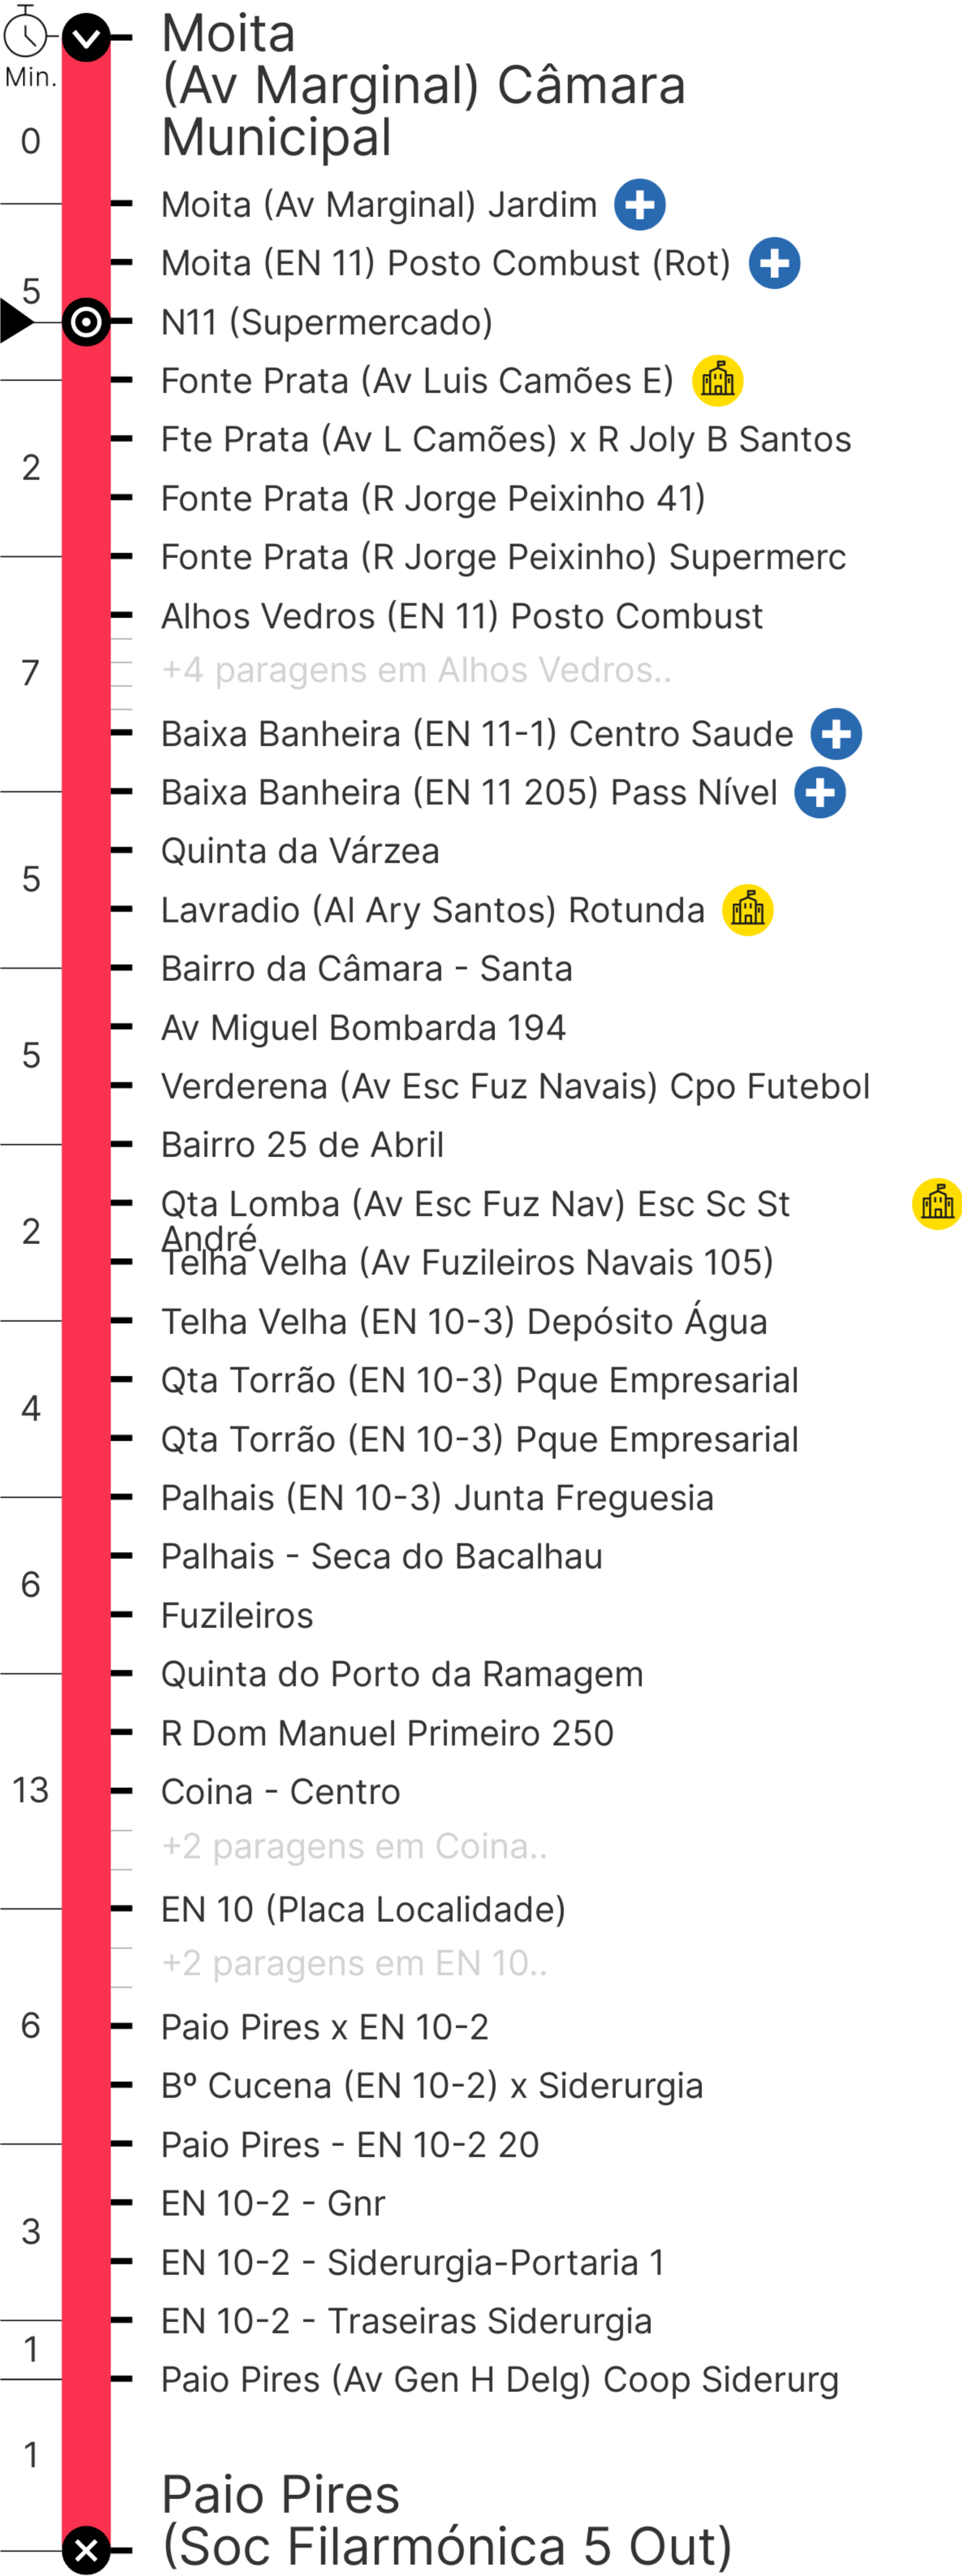 Moita
(Av Marginal) Câmara
Municipal
Min.
0
Moita (Av Marginal) Jardim
Moita (EN 11) Posto Combust (Rot)
5
N11 (Supermercado)
Fonte Prata (Av Luis Camões E)
Fte Prata (Av L Camões) x R Joly B Santos
2
Fonte Prata (R Jorge Peixinho 41)
Fonte Prata (R Jorge Peixinho) Supermerc
Alhos Vedros (EN 11) Posto Combust
7
+4 paragens em Alhos Vedros..
Baixa Banheira (EN 11-1) Centro Saude
Baixa Banheira (EN 11 205) Pass Nível
Quinta da Várzea
5
Lavradio (Al Ary Santos) Rotunda
Bairro da Câmara - Santa
Av Miguel Bombarda 194
5
Verderena (Av Esc Fuz Navais) Cpo Futebol
Bairro 25 de Abril
Qta Lomba (Av Esc Fuz Nav) Esc Sc St
André
2
Telha Velha (Av Fuzileiros Navais 105)
Telha Velha (EN 10-3) Depósito Água
Qta Torrão (EN 10-3) Pque Empresarial
4
Qta Torrão (EN 10-3) Pque Empresarial
Palhais (EN 10-3) Junta Freguesia
Palhais - Seca do Bacalhau
6
Fuzileiros
Quinta do Porto da Ramagem
R Dom Manuel Primeiro 250
13
Coina - Centro
+2 paragens em Coina..
EN 10 (Placa Localidade)
+2 paragens em EN 10..
6
Paio Pires x EN 10-2
Bº Cucena (EN 10-2) x Siderurgia
Paio Pires - EN 10-2 20
EN 10-2 - Gnr
3
EN 10-2 - Siderurgia-Portaria 1
EN 10-2 - Traseiras Siderurgia
1
Paio Pires (Av Gen H Delg) Coop Siderurg
1
Paio Pires
(Soc Filarmónica 5 Out)